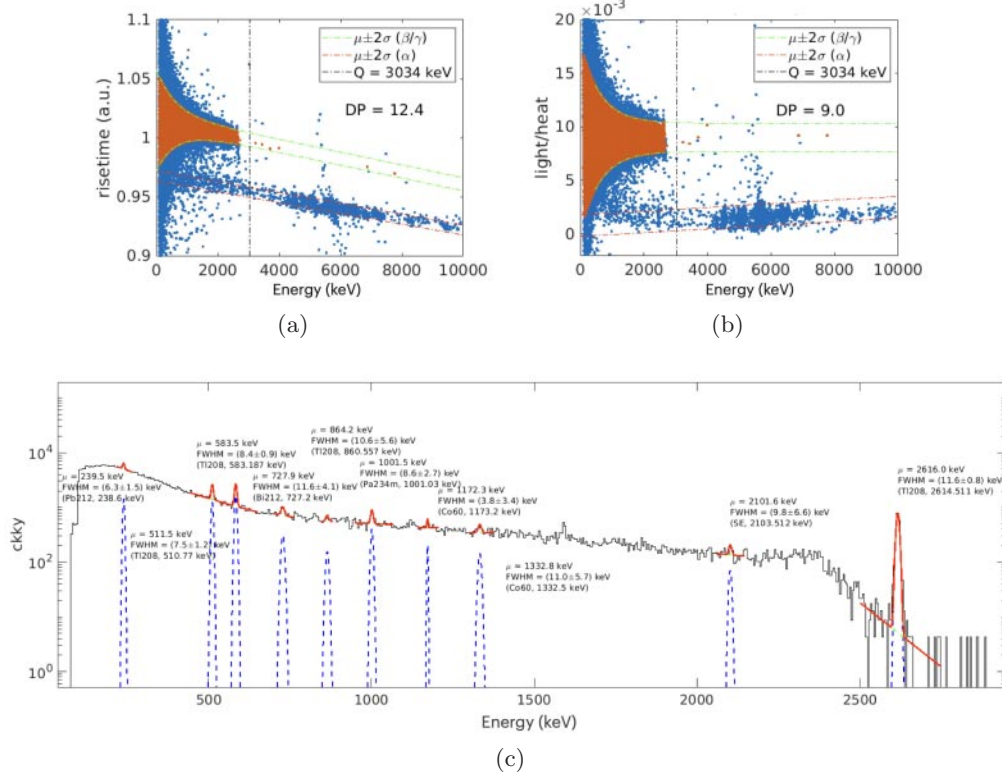 1.1
1.05
1
0.95
0.9
risetime (a.u.)
μ±2σ (β/γ)
μ±2σ (α)
Q = 3034 keV
DP = 12.4
0 2000 4000 6000 8000 10000
Energy (keV)
(a)
20 ×10⁻³
15
10
5
0
light/heat
μ±2σ (β/γ)
μ±2σ (α)
Q = 3034 keV
DP = 9.0
0 2000 4000 6000 8000 10000
Energy (keV)
(b)
10⁴
10²
10⁰
ckky
μ = 239.5 keV
FWHM = (6.3±1.5) keV
(Pb212, 238.6 keV)
μ = 511.5 keV
FWHM = (7.5±1.2) keV
(Tl208, 510.77 keV)
μ = 583.5 keV
FWHM = (8.4±0.9) keV
(Tl208, 583.187 keV)
μ = 727.9 keV
FWHM = (11.6±4.1) keV
(Bi212, 727.2 keV)
μ = 864.2 keV
FWHM = (10.6±5.6) keV
(Tl208, 860.557 keV)
μ = 1001.5 keV
FWHM = (8.6±2.7) keV
(Pa234m, 1001.03 keV)
μ = 1172.3 keV
FWHM = (3.8±3.4) keV
(Co60, 1173.2 keV)
μ = 1332.8 keV
FWHM = (11.0±5.7) keV
(Co60, 1332.5 keV)
μ = 2101.6 keV
FWHM = (9.8±6.6) keV
(SE, 2103.512 keV)
μ = 2616.0 keV
FWHM = (11.6±0.8) keV
(Tl208, 2614.511 keV)
500 1000 1500 2000 2500
Energy (keV)
(c)